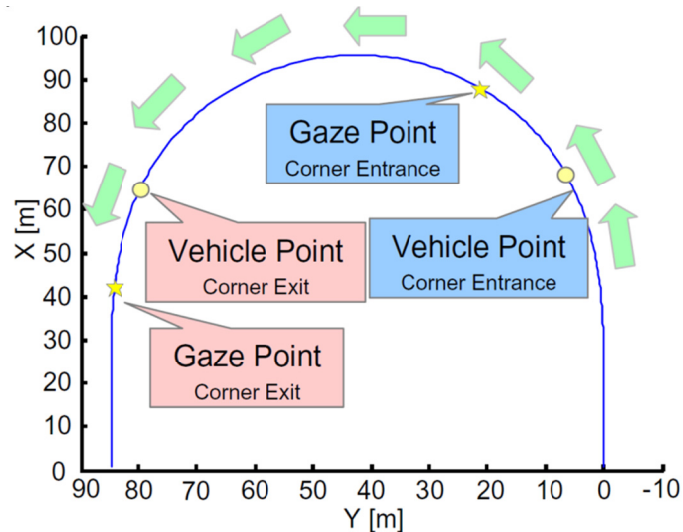 100
90
80
70
60
50
40
30
20
10
0
X [m]
Gaze Point
Corner Entrance
Vehicle Point
Corner Exit
Vehicle Point
Corner Entrance
Gaze Point
Corner Exit
90 80 70 60 50 40 30 20 10 0 -10
Y [m]